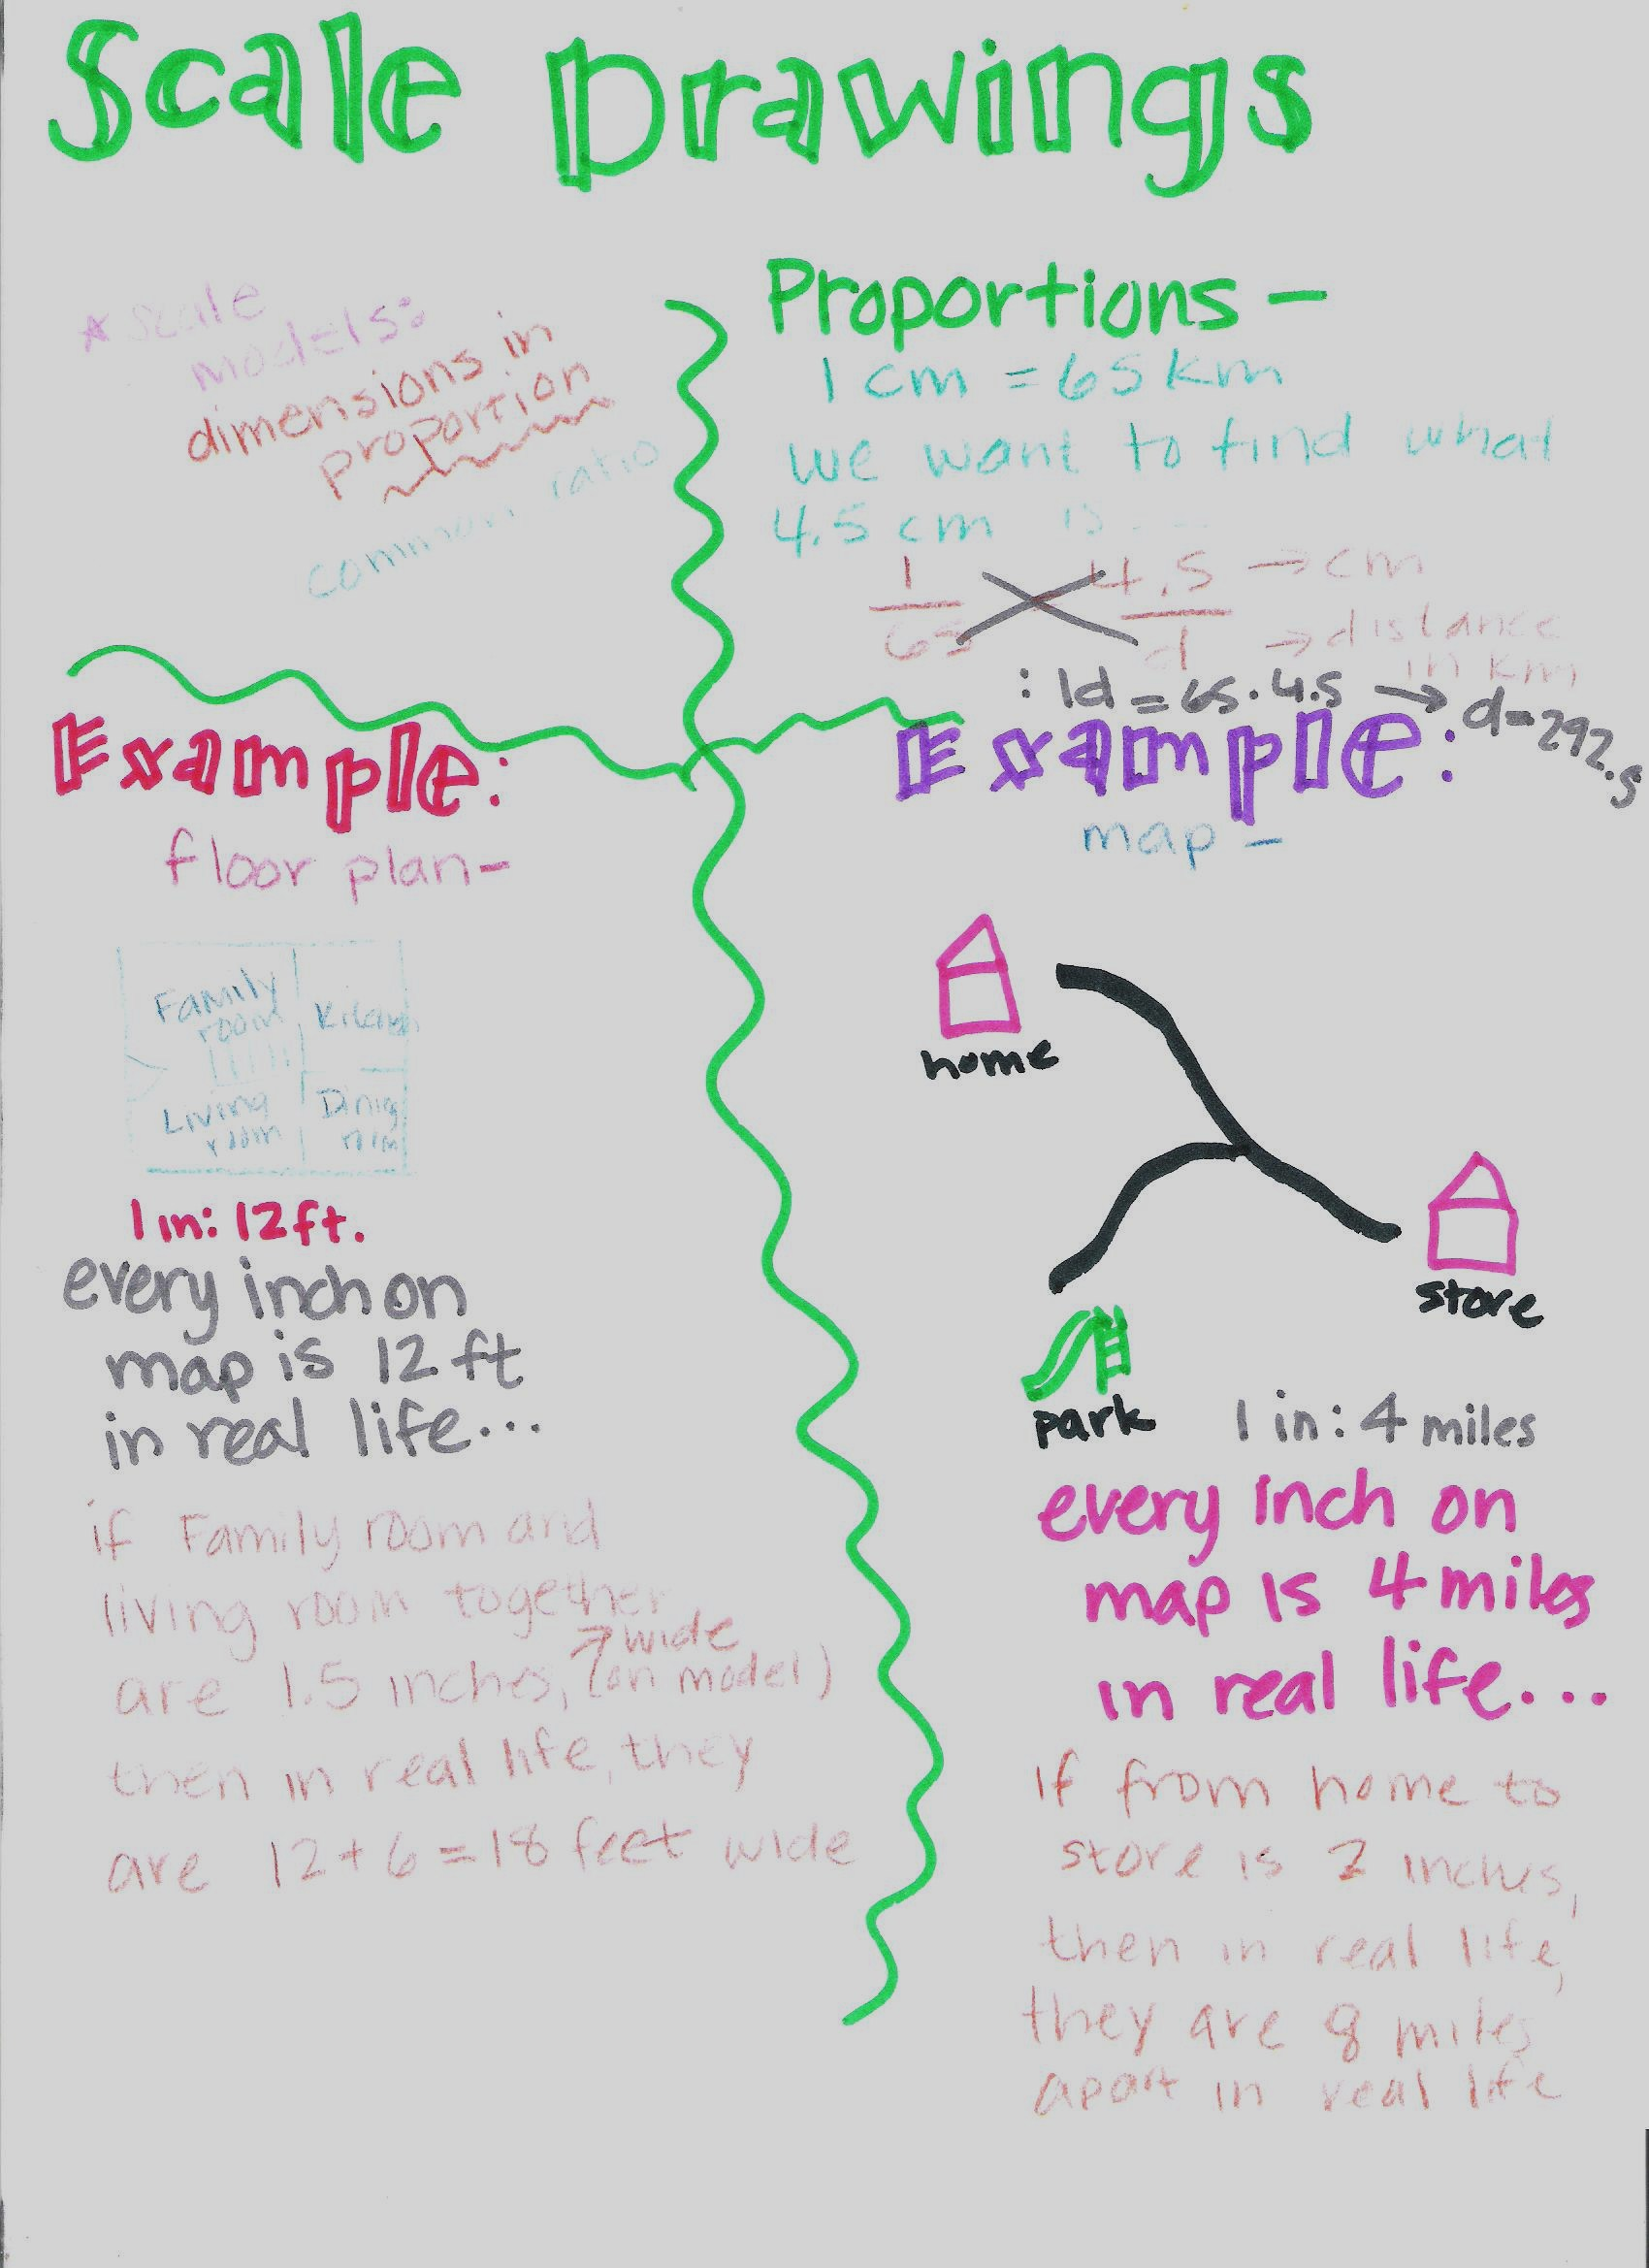 Scale Drawings
* scale
models:
dimensions in
proportion
common ratio
Proportions -
1 cm = 65 km
we want to find what
4.5 cm is ...
1 4.5 → cm
65 d → distance
in km
: 1d = 65 · 4.5 → d = 292.5
Example:
floor plan-
Family
room
Kitchen
Living
room
Dining
room
1 in: 12 ft.
every inch on
map is 12 ft
in real life...
if Family room and
living room together
are 1.5 inches, ↗ wide
(on model)
then in real life, they
are 12 + 6 = 18 feet wide
Example:
map -
home
store
park
1 in: 4 miles
every inch on
map is 4 miles
in real life...
If from home to
store is 2 inches,
then in real life,
they are 8 miles
apart in real life